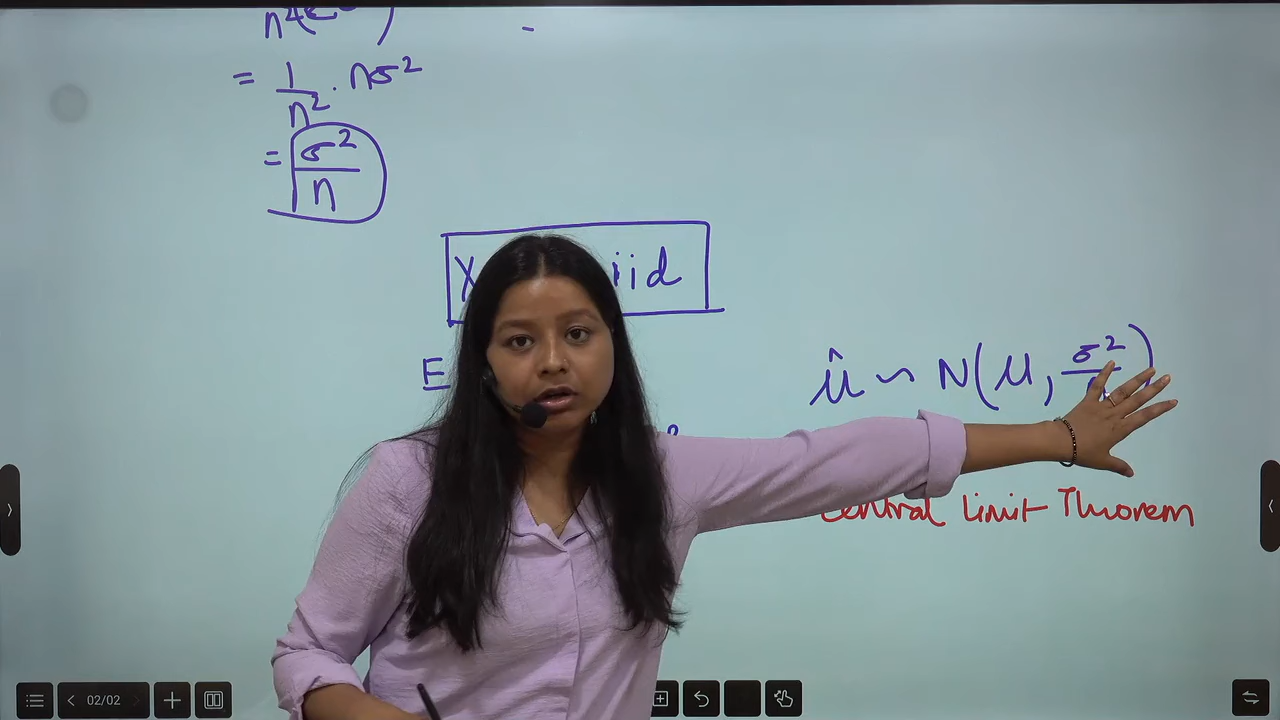 = 1/n² . nσ²
= σ²/n
X iid
E
μ̂ ~ N(μ, σ²/
Central Limit Theorem
02/02